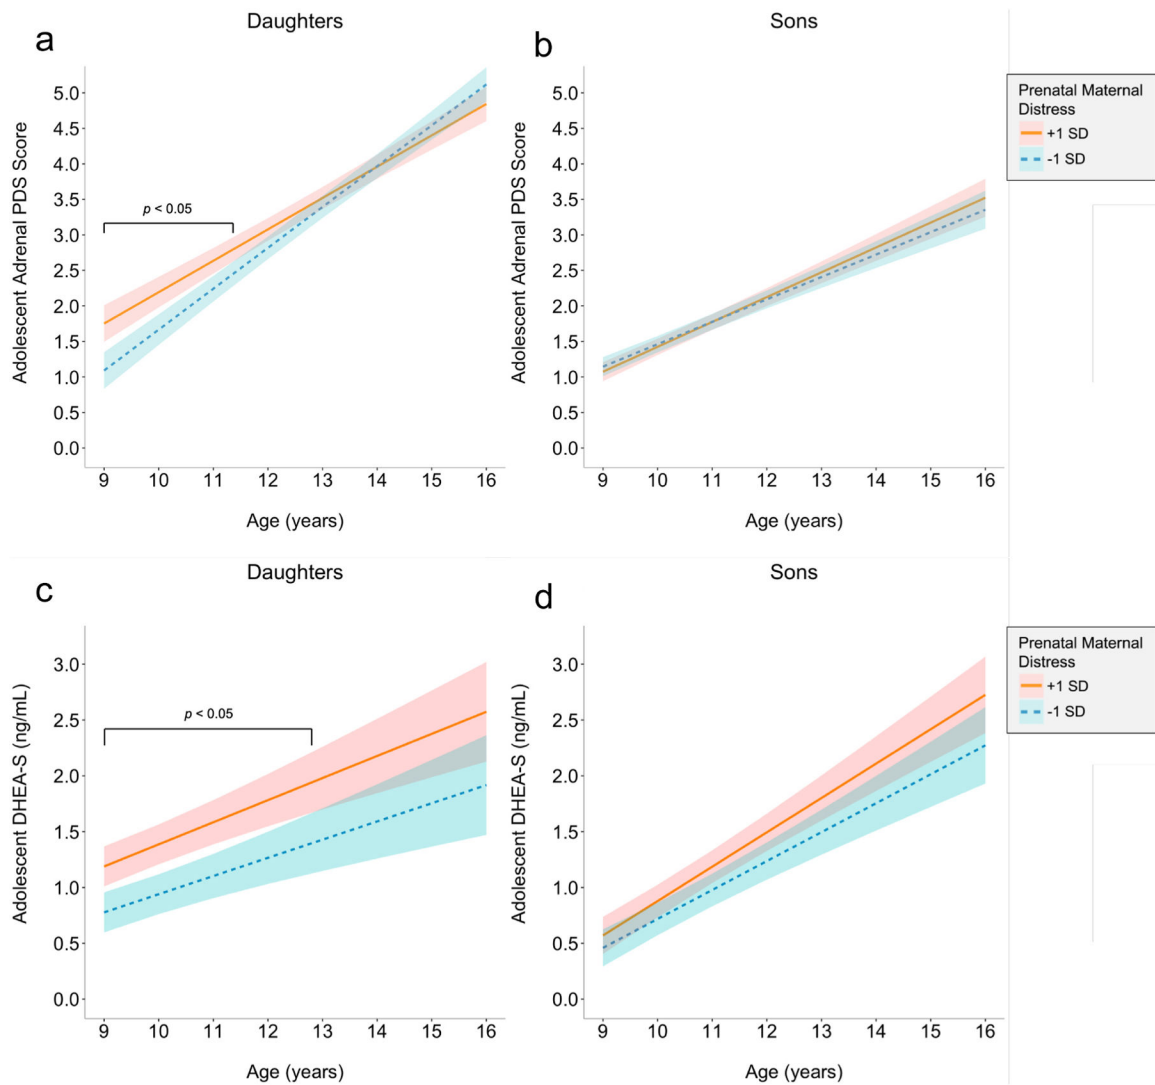 Daughters
Sons
a
b
Adolescent Adrenal PDS Score
5.0
4.5
4.0
3.5
3.0
2.5
2.0
1.5
1.0
0.5
0.0
p < 0.05
9 10 11 12 13 14 15 16
Age (years)
Adolescent Adrenal PDS Score
5.0
4.5
4.0
3.5
3.0
2.5
2.0
1.5
1.0
0.5
0.0
9 10 11 12 13 14 15 16
Age (years)
Prenatal Maternal
Distress
+1 SD
-1 SD
Daughters
Sons
c
d
Adolescent DHEA-S (ng/mL)
3.0
2.5
2.0
1.5
1.0
0.5
0.0
p < 0.05
9 10 11 12 13 14 15 16
Age (years)
Adolescent DHEA-S (ng/mL)
3.0
2.5
2.0
1.5
1.0
0.5
0.0
9 10 11 12 13 14 15 16
Age (years)
Prenatal Maternal
Distress
+1 SD
-1 SD